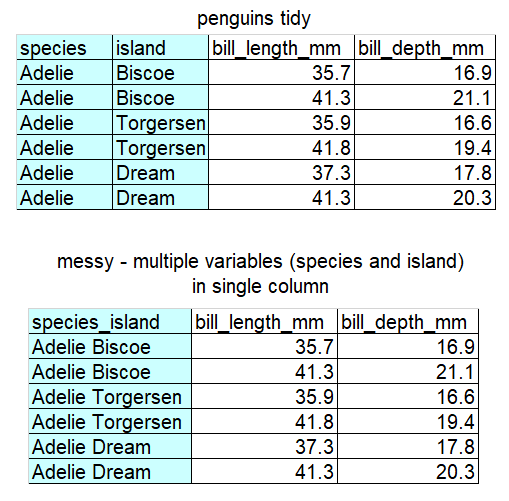 penguins tidy
species island bill_length_mm bill_depth_mm
Adelie Biscoe 35.7 16.9
Adelie Biscoe 41.3 21.1
Adelie Torgersen 35.9 16.6
Adelie Torgersen 41.8 19.4
Adelie Dream 37.3 17.8
Adelie Dream 41.3 20.3
messy - multiple variables (species and island)
in single column
species_island bill_length_mm bill_depth_mm
Adelie Biscoe 35.7 16.9
Adelie Biscoe 41.3 21.1
Adelie Torgersen 35.9 16.6
Adelie Torgersen 41.8 19.4
Adelie Dream 37.3 17.8
Adelie Dream 41.3 20.3